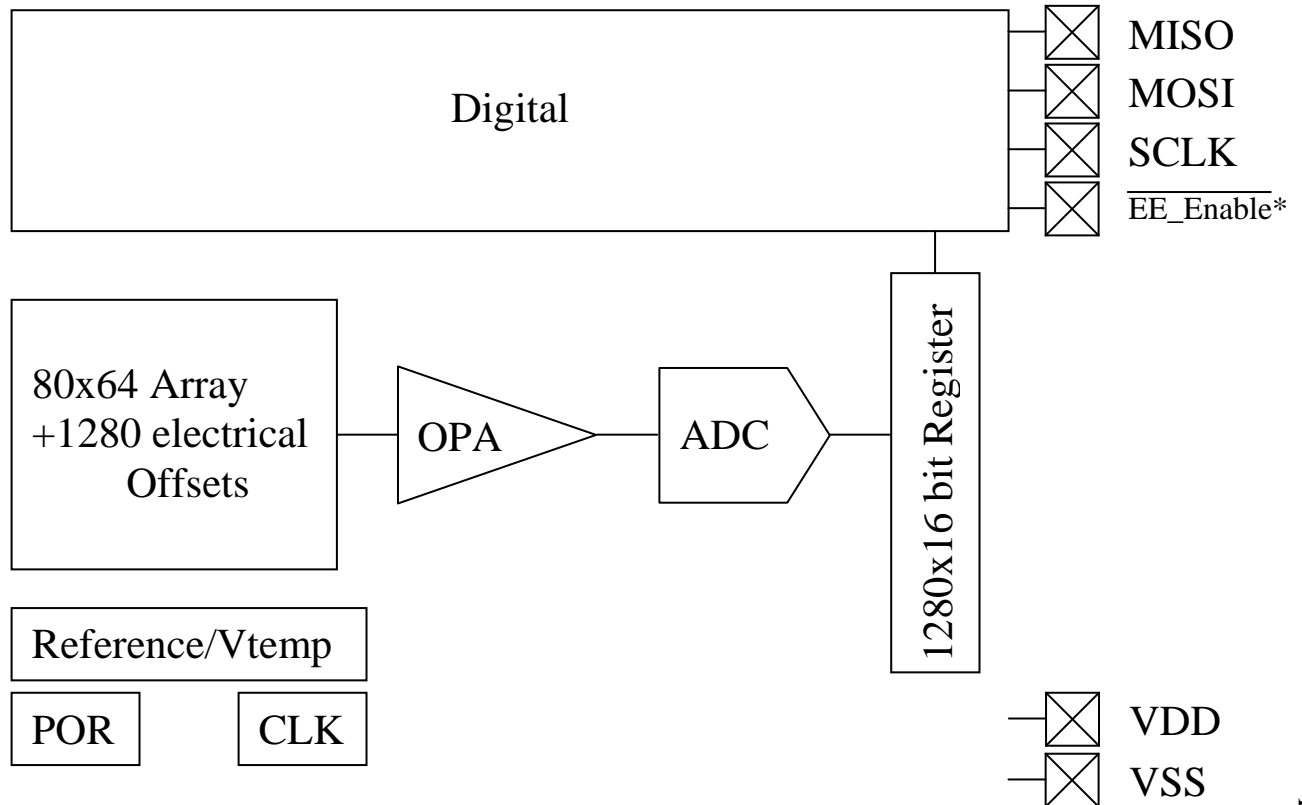 Digital
MISO
MOSI
SCLK
EE_Enable*
80x64 Array
+1280 electrical
Offsets
OPA
ADC
1280x16 bit Register
Reference/Vtemp
POR
CLK
VDD
VSS